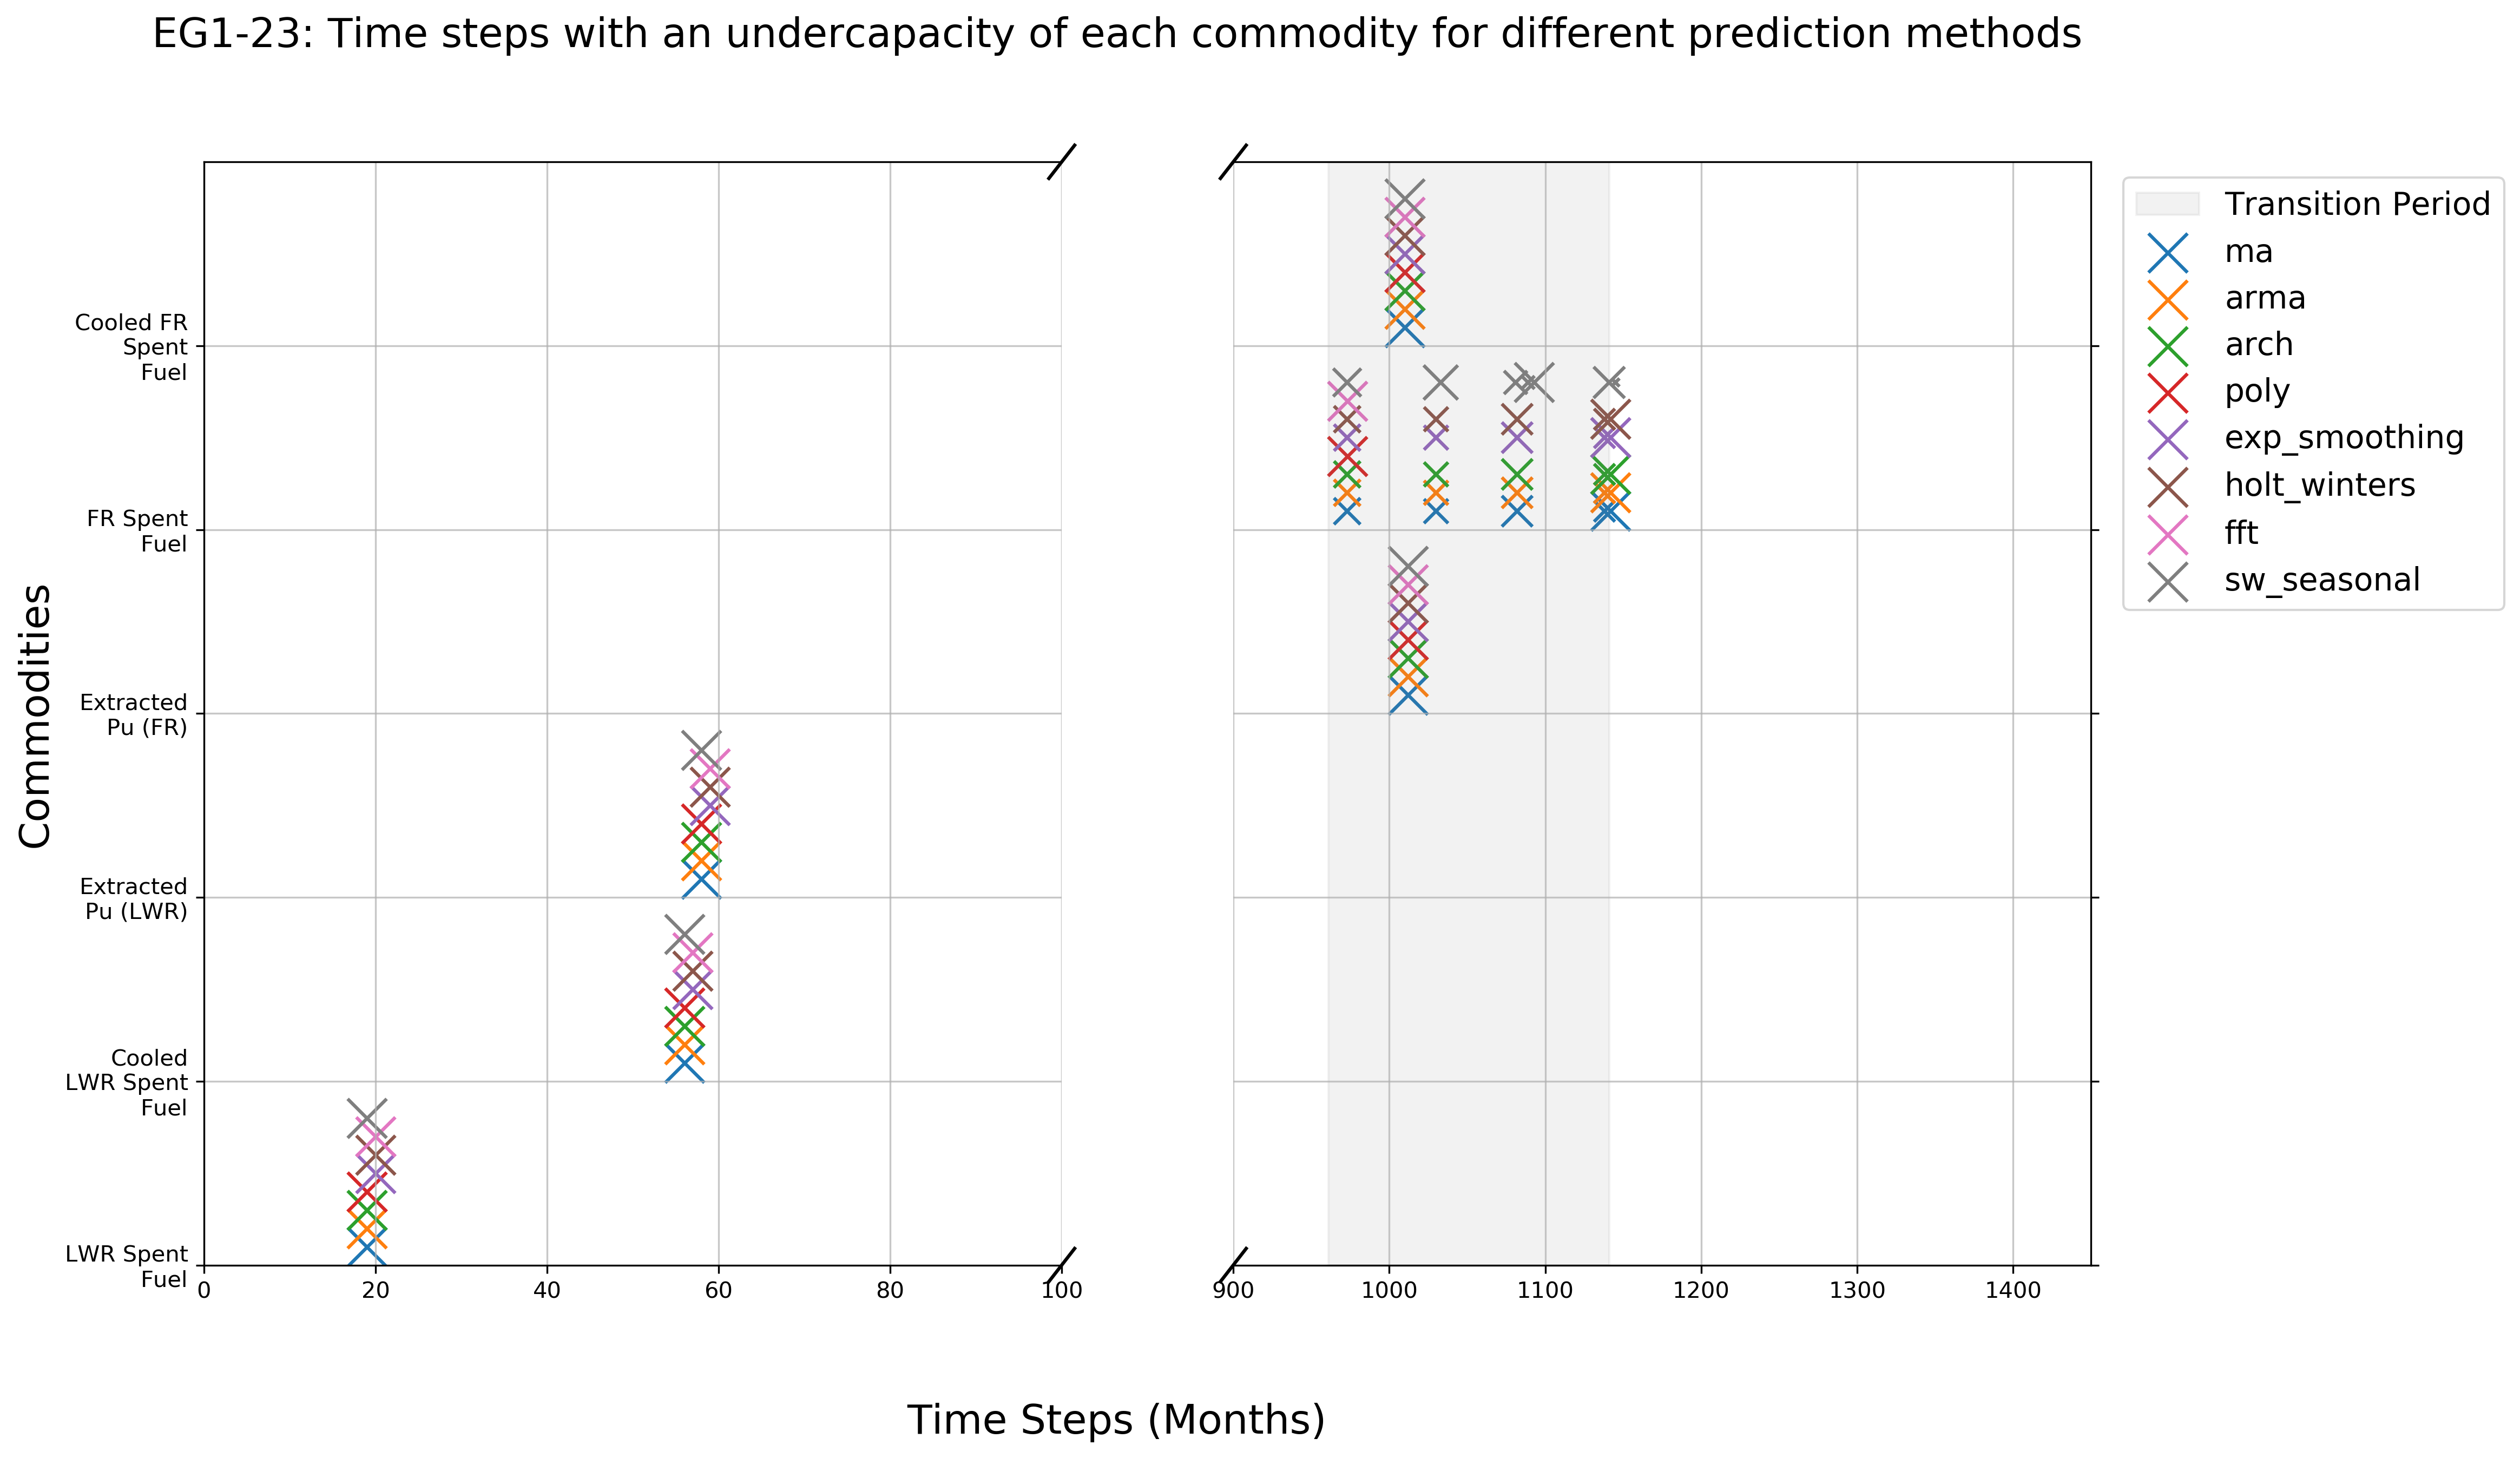 EG1-23: Time steps with an undercapacity of each commodity for different prediction methods
Commodities
Cooled FR
Spent
Fuel
FR Spent
Fuel
Extracted
Pu (FR)
Extracted
Pu (LWR)
Cooled
LWR Spent
Fuel
LWR Spent
Fuel
0 20 40 60 80 100 900 1000 1100 1200 1300 1400
Time Steps (Months)
Transition Period
ma
arma
arch
poly
exp_smoothing
holt_winters
fft
sw_seasonal